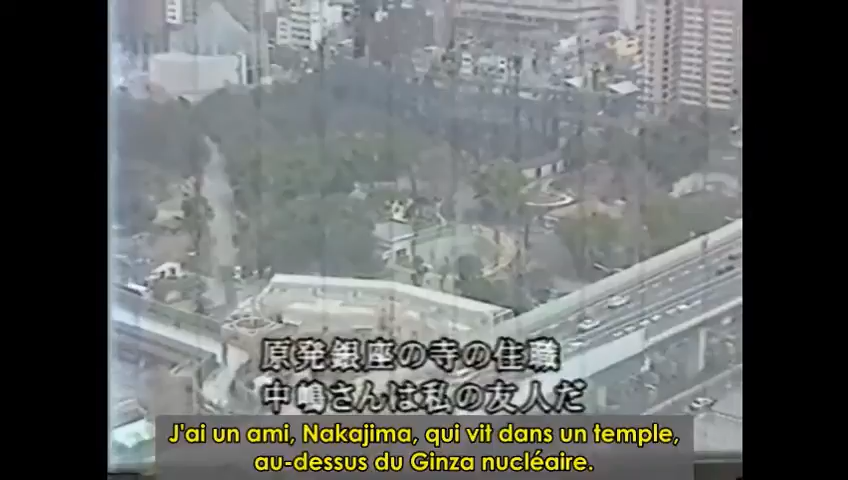 原発銀座の寺の住職
中嶋さんは私の友人だ
J'ai un ami, Nakajima, qui vit dans un temple,
au-dessus du Ginza nucléaire.